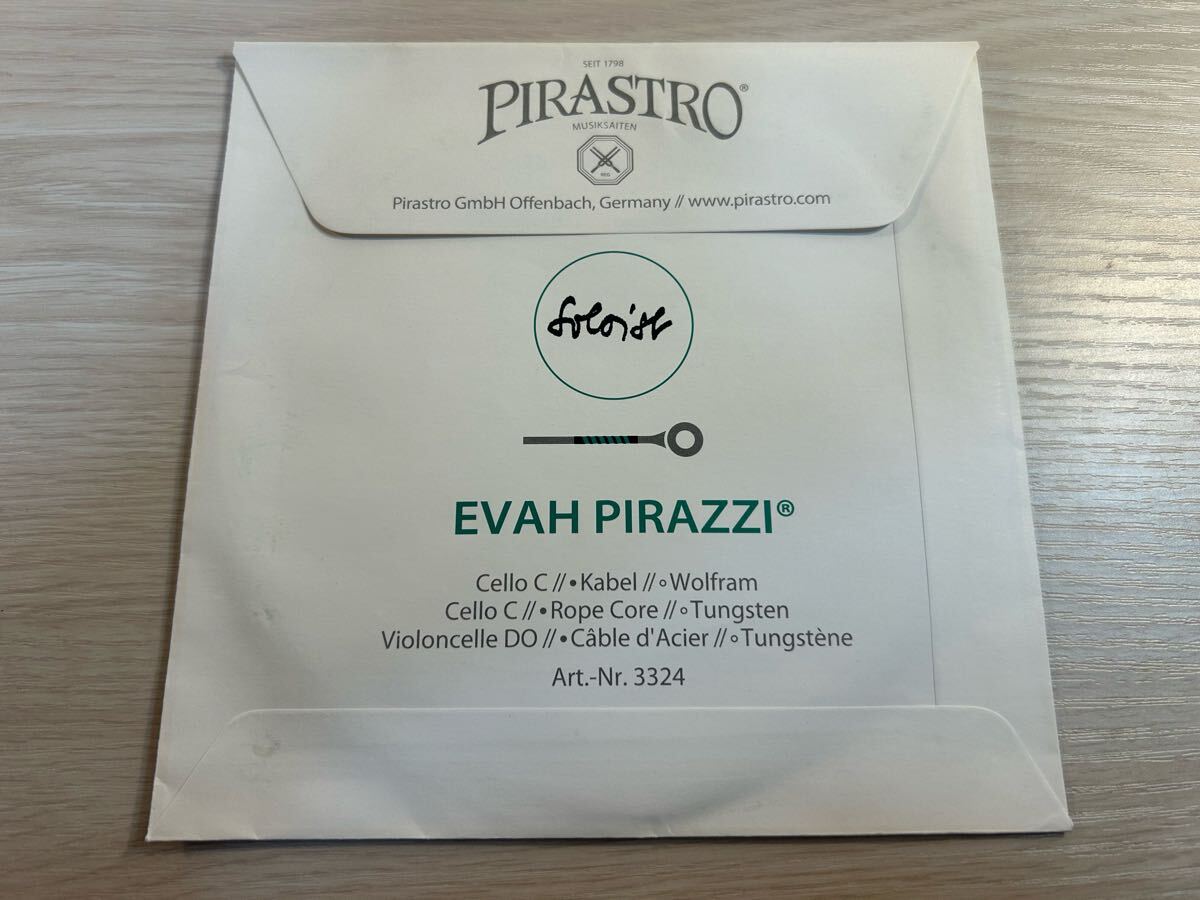 SEIT 1798
PIRASTRO®
MUSIKSAITEN
REG
Pirastro GmbH Offenbach, Germany // www.pirastro.com
Soloist
EVAH PIRAZZI®
Cello C // •Kabel // ∘Wolfram
Cello C // •Rope Core // ∘Tungsten
Violoncelle DO // •Câble d'Acier // ∘Tungstène
Art.-Nr. 3324